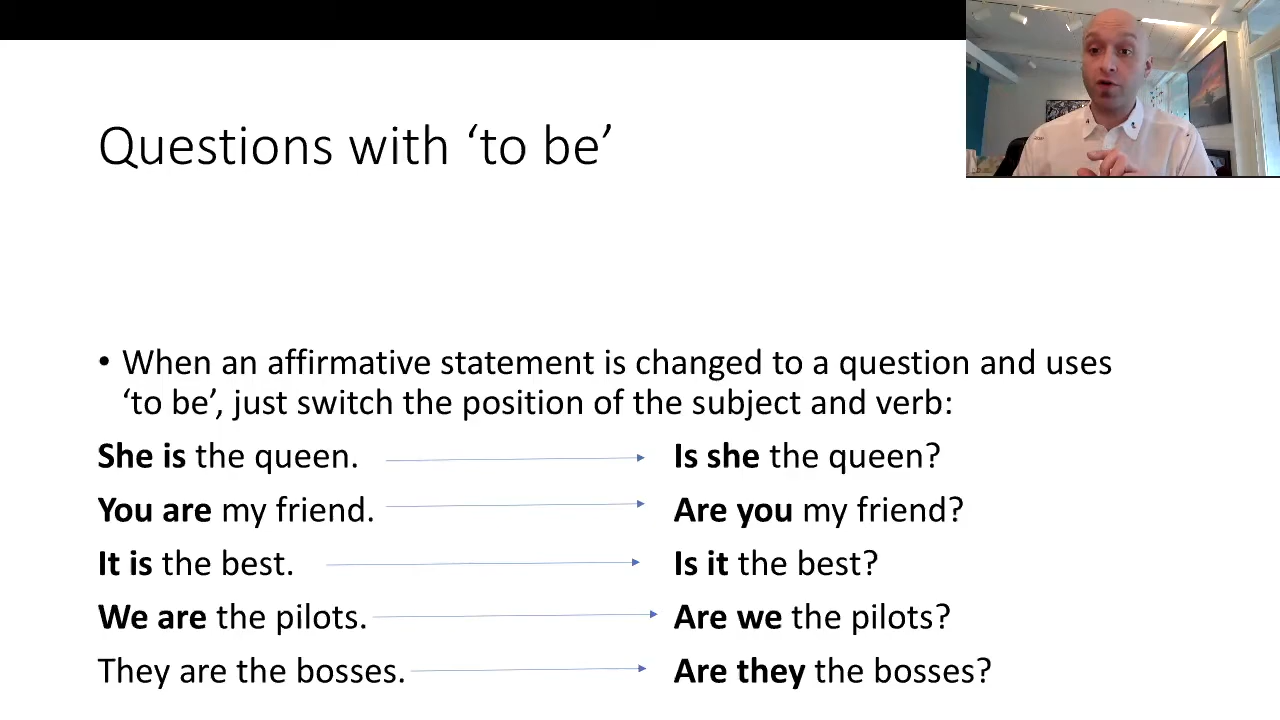 Questions with ‘to be’
• When an affirmative statement is changed to a question and uses
‘to be’, just switch the position of the subject and verb:
She is the queen. Is she the queen?
You are my friend. Are you my friend?
It is the best. Is it the best?
We are the pilots. Are we the pilots?
They are the bosses. Are they the bosses?